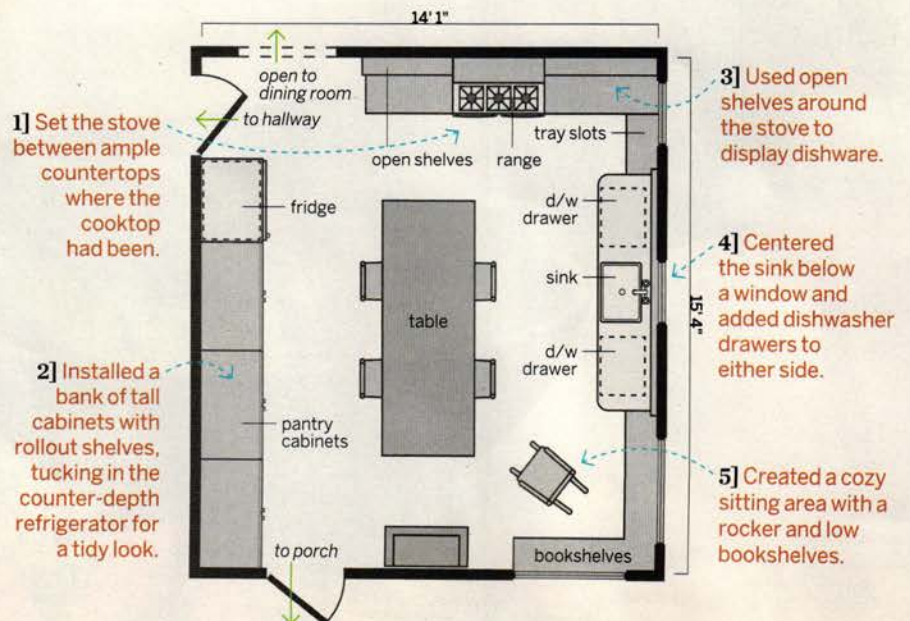 14' 1"
open to
dining room
to hallway
1] Set the stove
between ample
countertops
where the
cooktop
had been.
open shelves
range
tray slots
3] Used open
shelves around
the stove to
display dishware.
fridge
d/w
drawer
sink
4] Centered
the sink below
a window and
added dishwasher
drawers to
either side.
15' 4"
table
d/w
drawer
2] Installed a
bank of tall
cabinets with
rollout shelves,
tucking in the
counter-depth
refrigerator for
a tidy look.
pantry
cabinets
5] Created a cozy
sitting area with a
rocker and low
bookshelves.
to porch
bookshelves